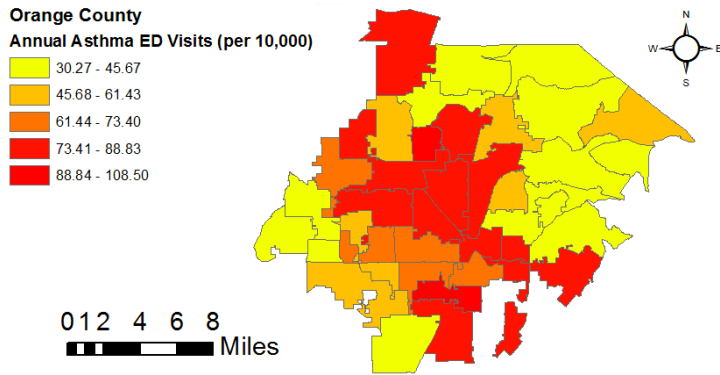 Orange County
Annual Asthma ED Visits (per 10,000)
30.27 - 45.67
45.68 - 61.43
61.44 - 73.40
73.41 - 88.83
88.84 - 108.50
N
W E
S
0 1 2 4 6 8
Miles